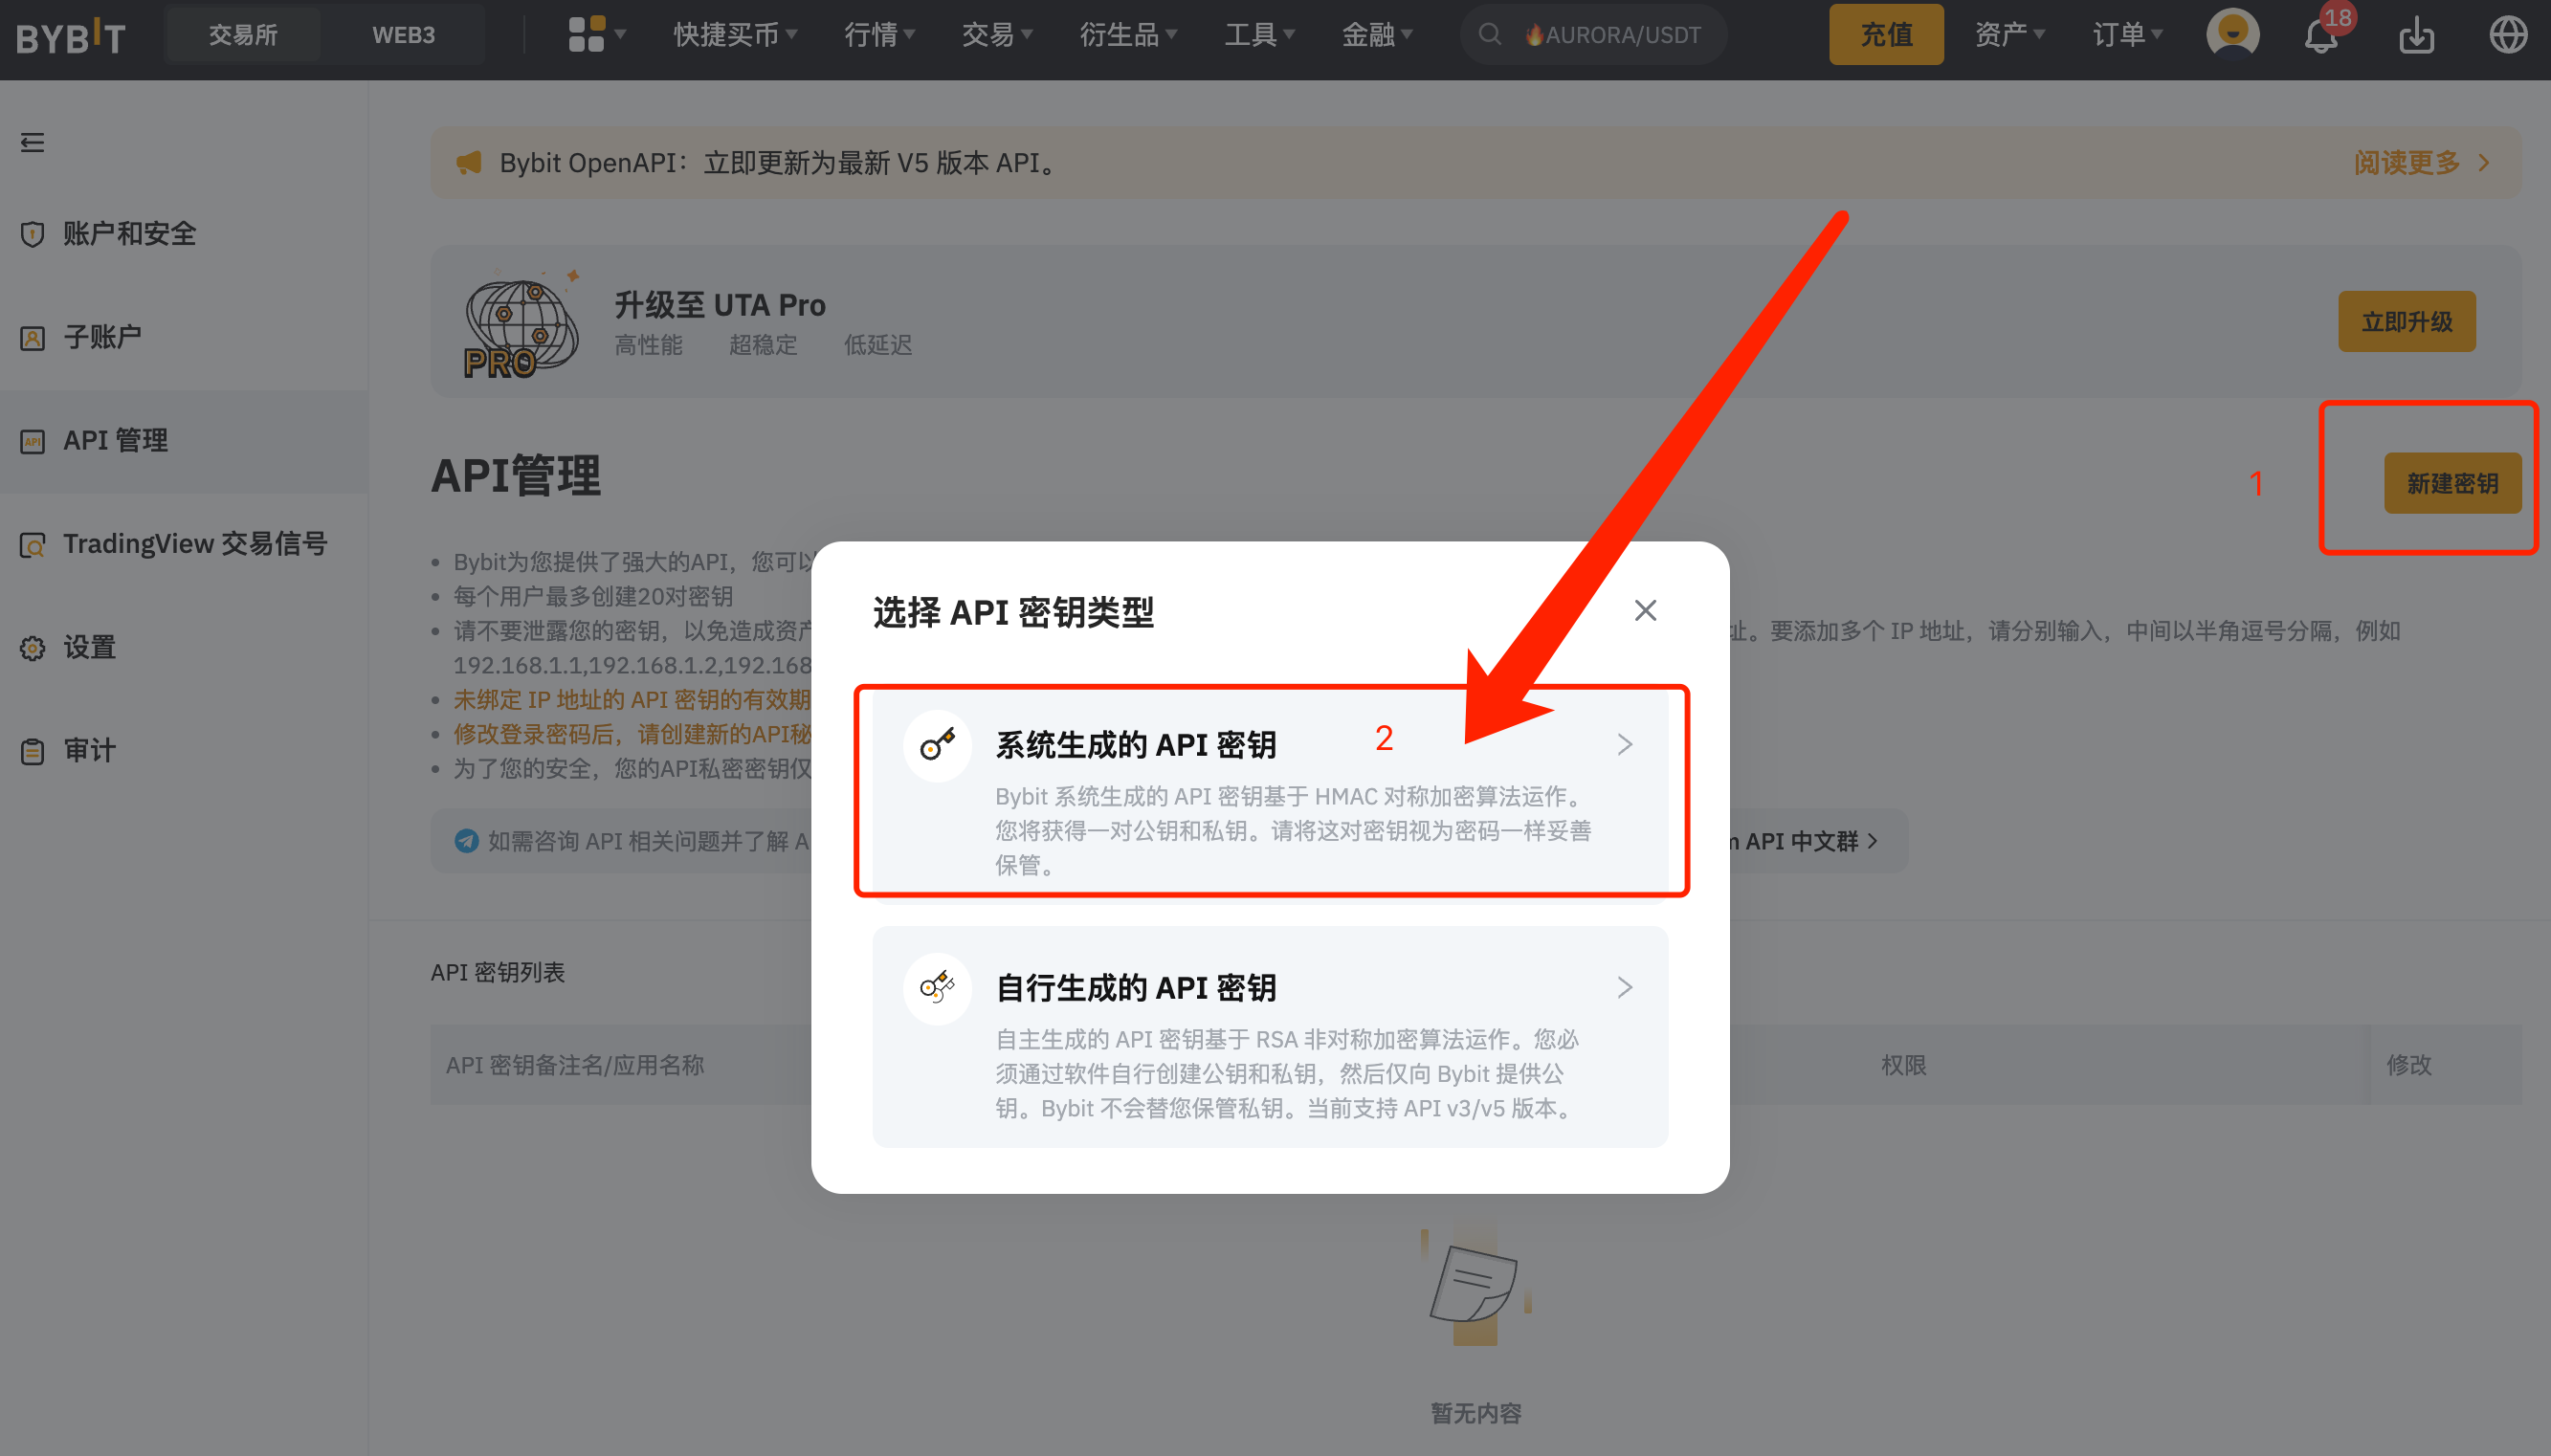 BYBIT 交易所 WEB3 快捷买币 行情 交易 衍生品 工具 金融 AURORA/USDT 充值 资产 订单 18
Bybit OpenAPI：立即更新为最新 V5 版本 API。 阅读更多
账户和安全
子账户
API API 管理
TradingView 交易信号
设置
审计
PRO
升级至 UTA Pro
高性能 超稳定 低延迟
立即升级
API管理
1
新建密钥
Bybit为您提供了强大的API，您可以
每个用户最多创建20对密钥
请不要泄露您的密钥，以免造成资产
址。要添加多个 IP 地址，请分别输入，中间以半角逗号分隔，例如
192.168.1.1,192.168.1.2,192.168
未绑定 IP 地址的 API 密钥的有效期
修改登录密码后，请创建新的API秘
为了您的安全，您的API私密密钥仅
如需咨询 API 相关问题并了解 A
API 中文群
选择 API 密钥类型
系统生成的 API 密钥
2
Bybit 系统生成的 API 密钥基于 HMAC 对称加密算法运作。
您将获得一对公钥和私钥。请将这对密钥视为密码一样妥善
保管。
自行生成的 API 密钥
自主生成的 API 密钥基于 RSA 非对称加密算法运作。您必
须通过软件自行创建公钥和私钥，然后仅向 Bybit 提供公
钥。Bybit 不会替您保管私钥。当前支持 API v3/v5 版本。
API 密钥列表
API 密钥备注名/应用名称
权限
修改
暂无内容